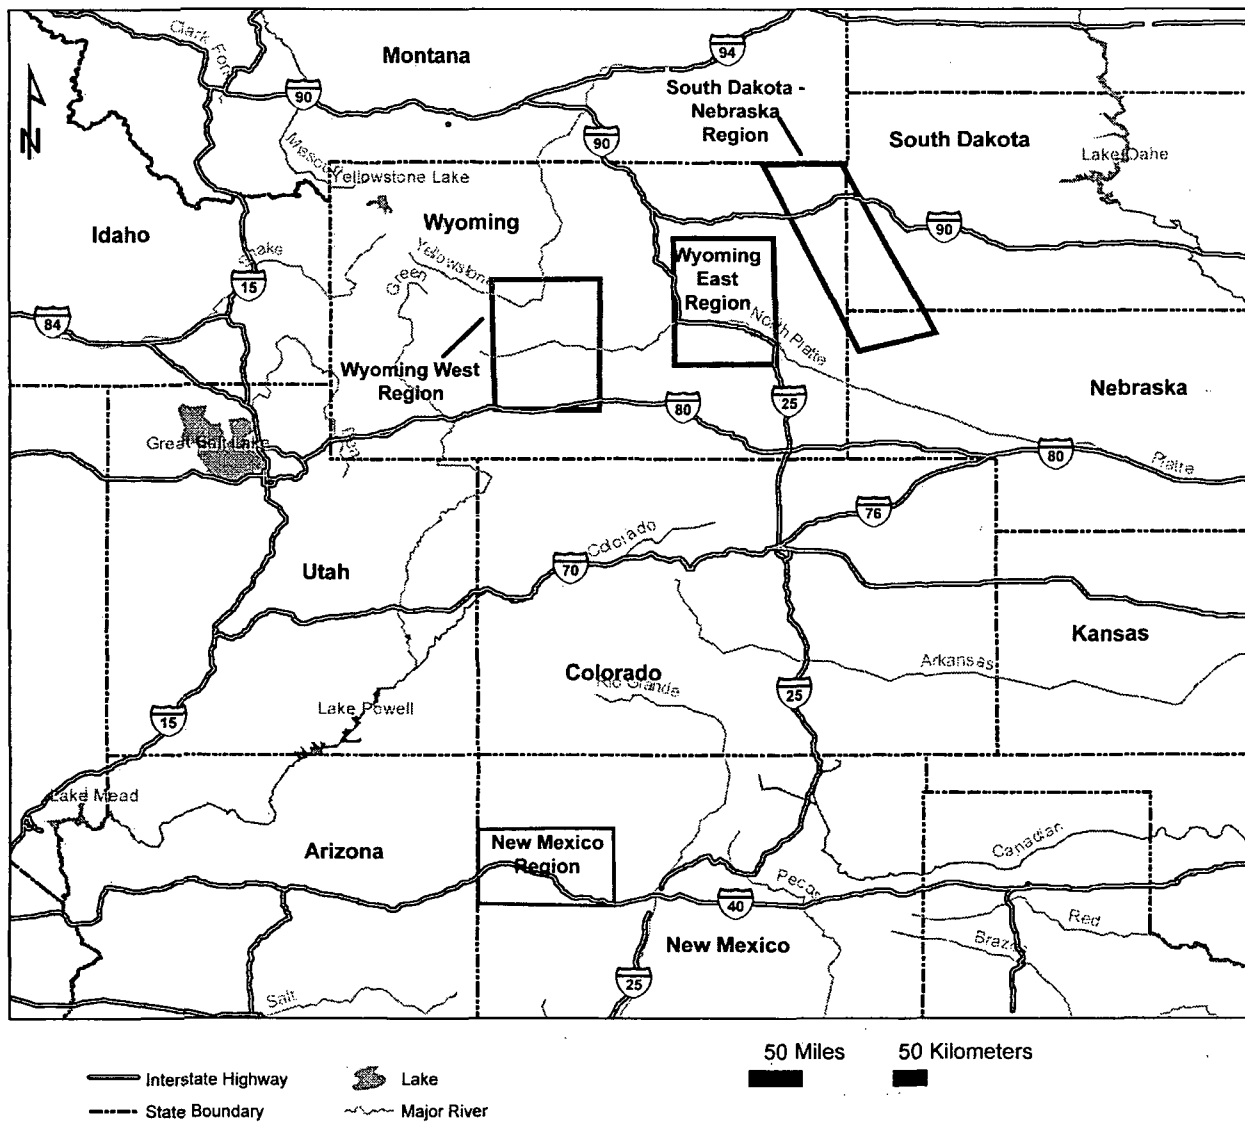 Clark Fork
Montana
94
90
South Dakota -
Nebraska
Region
90
South Dakota
Lake Oahe
Yellowstone Lake
Wyoming
Idaho
Snake
Yellowstone
Green
90
Wyoming
East
Region
15
84
North Platte
Wyoming West
Region
Nebraska
80
25
Great Salt Lake
80
Platte
76
Colorado
70
Utah
Kansas
Arkansas
Colorado
Rio Grande
25
15
Lake Powell
Lake Mead
New Mexico
Region
Arizona
Canadian
Pecos
40
Red
New Mexico
Brazos
25
Salt
N
50 Miles
50 Kilometers
Interstate Highway
Lake
State Boundary
Major River